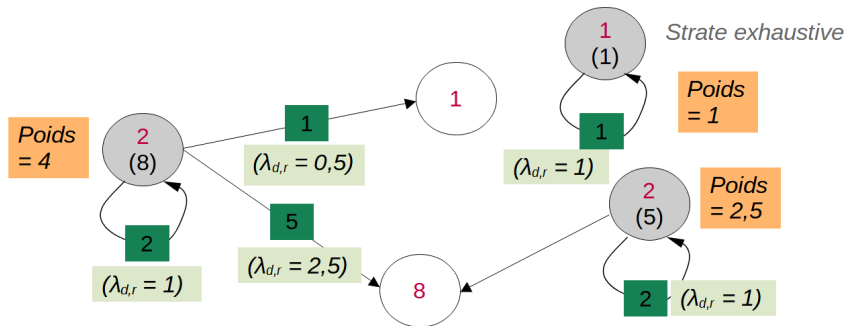 1
(1)
Strate exhaustive
Poids
= 1
1
(λd,r = 1)
1
Poids
= 4
2
(8)
1
(λd,r = 0,5)
2
(λd,r = 1)
5
(λd,r = 2,5)
8
2
(5)
Poids
= 2,5
2
(λd,r = 1)